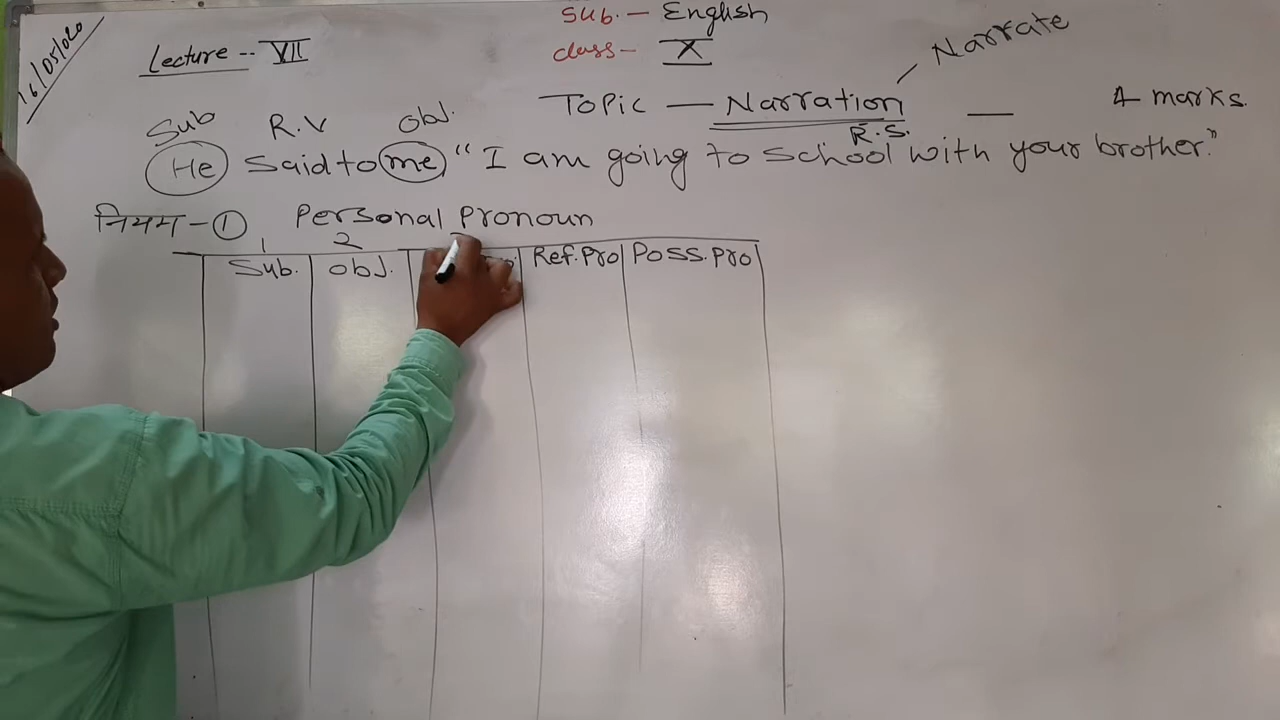 16/05/020
Sub. - English
Lecture -- VII
class - X
Narrate
Topic — Narration — 4 marks.
Sub R.V Obj. R.S.
He Said to me “I am going to School with your brother.”
नियम - ① Personal Pronoun
1 2
Sub. Obj. Ref. Pro Poss. Pro